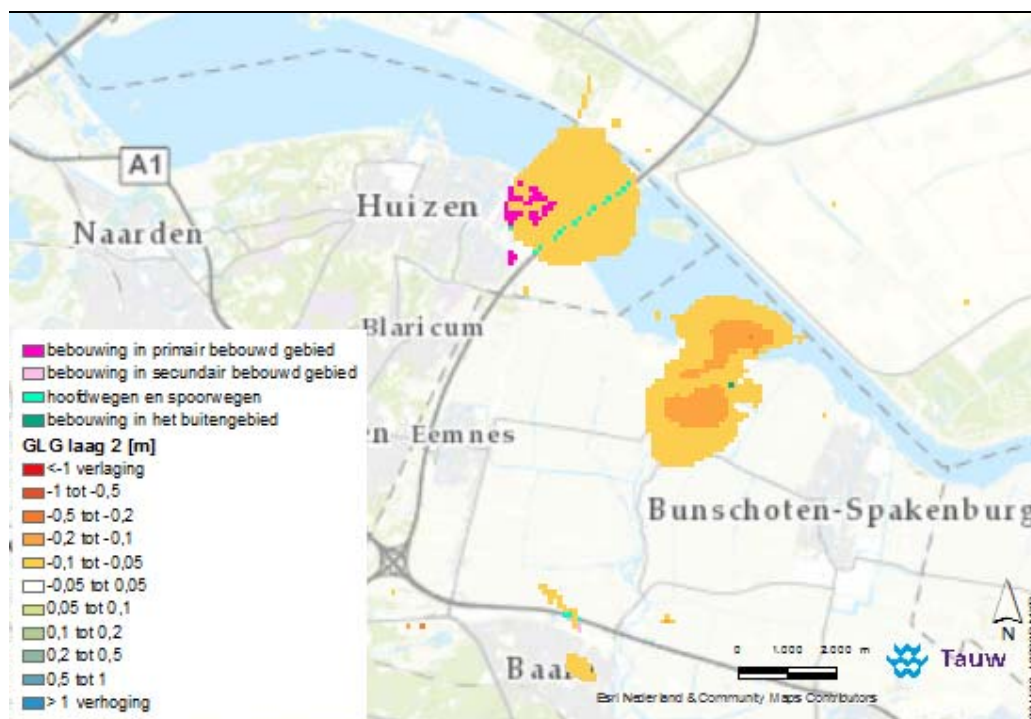 A1
Huizen
Naarden
Blaricum
bebouwing in primair bebouwd gebied
bebouwing in secundair bebouwd gebied
hoofdwegen en spoorwegen
bebouwing in het buitengebied
GLG laag 2 [m]
<-1 verlaging
-1 tot -0,5
-0,5 tot -0,2
-0,2 tot -0,1
-0,1 tot -0,05
-0,05 tot 0,05
0,05 tot 0,1
0,1 tot 0,2
0,2 tot 0,5
0,5 tot 1
> 1 verhoging
en Eemnes
Bunschoten-Spakenburg
Baarn
N
0 1.000 2.000 m
Tauw
Esri Nederland & Community Maps Contributors